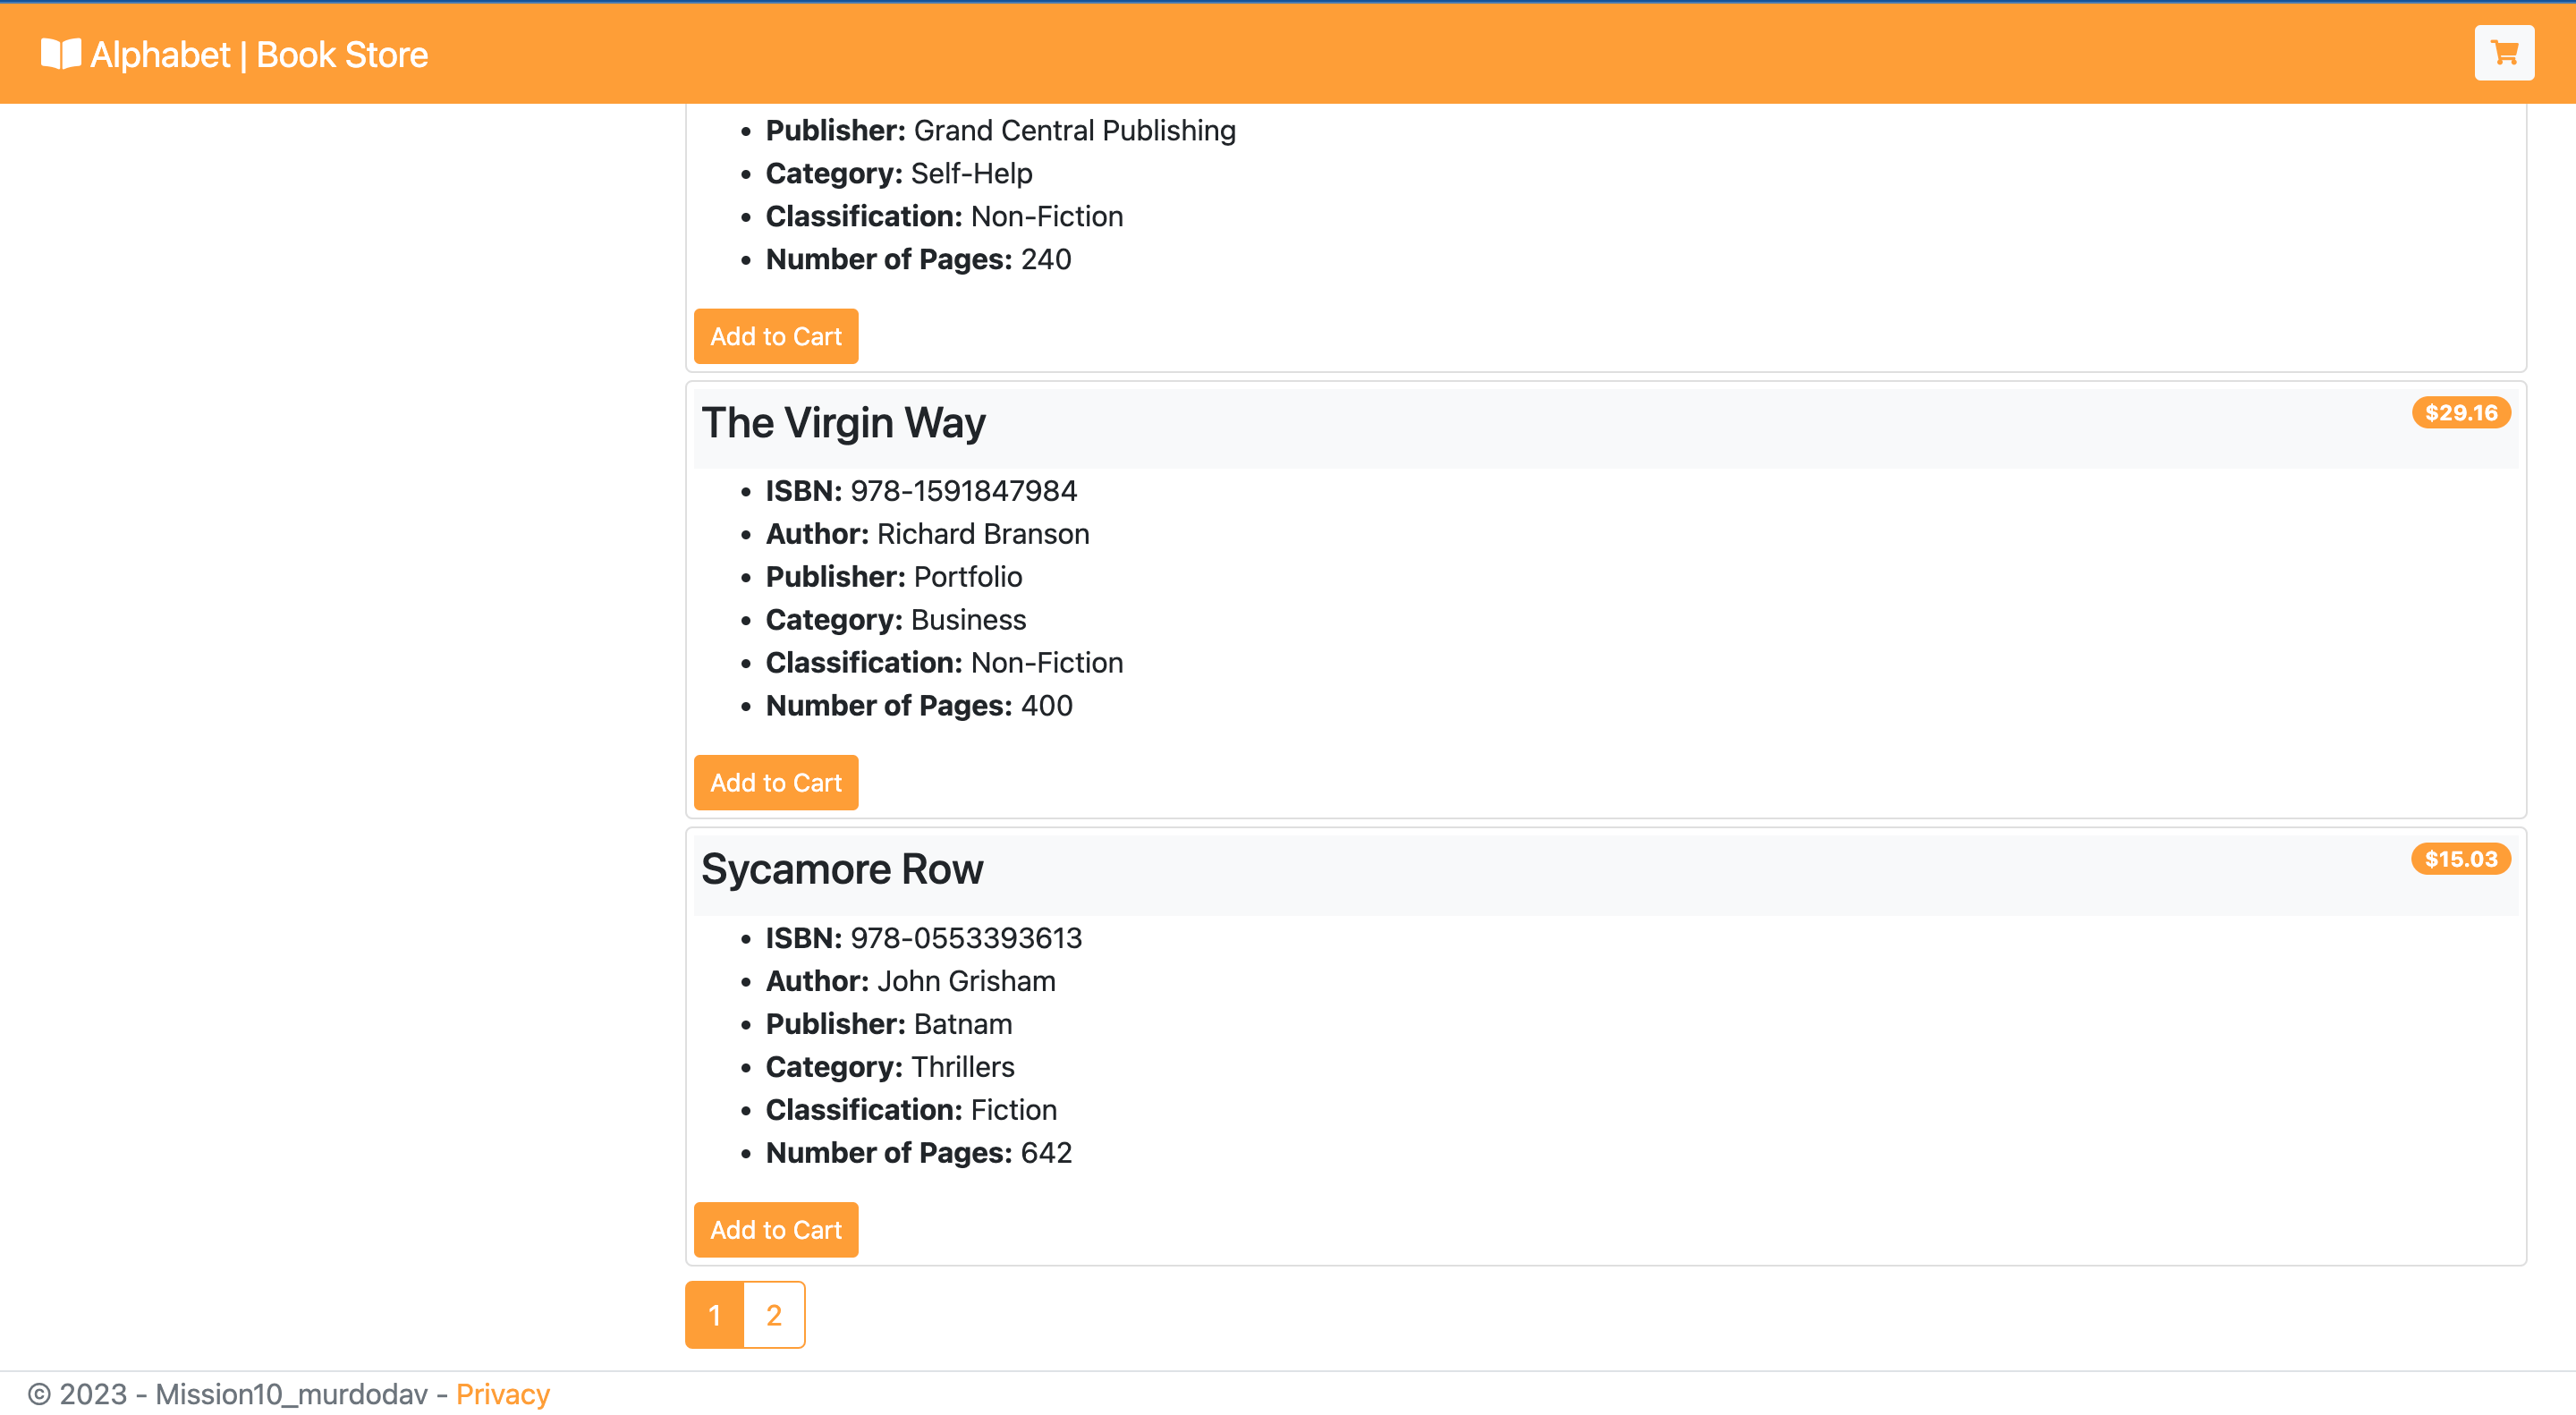 Alphabet | Book Store
Publisher: Grand Central Publishing
Category: Self-Help
Classification: Non-Fiction
Number of Pages: 240
Add to Cart
The Virgin Way
$29.16
ISBN: 978-1591847984
Author: Richard Branson
Publisher: Portfolio
Category: Business
Classification: Non-Fiction
Number of Pages: 400
Add to Cart
Sycamore Row
$15.03
ISBN: 978-0553393613
Author: John Grisham
Publisher: Batnam
Category: Thrillers
Classification: Fiction
Number of Pages: 642
Add to Cart
1 2
© 2023 - Mission10_murdodav - Privacy